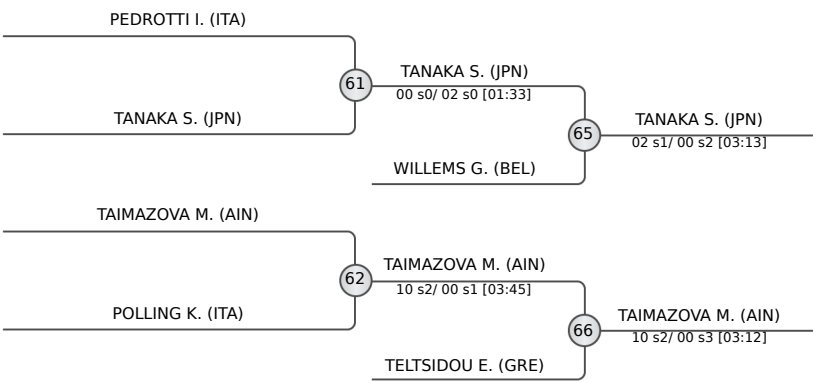 PEDROTTI I. (ITA)
61
TANAKA S. (JPN)
00 s0/ 02 s0 [01:33]
TANAKA S. (JPN)
65
TANAKA S. (JPN)
02 s1/ 00 s2 [03:13]
WILLEMS G. (BEL)
TAIMAZOVA M. (AIN)
62
TAIMAZOVA M. (AIN)
10 s2/ 00 s1 [03:45]
POLLING K. (ITA)
66
TAIMAZOVA M. (AIN)
10 s2/ 00 s3 [03:12]
TELTSIDOU E. (GRE)